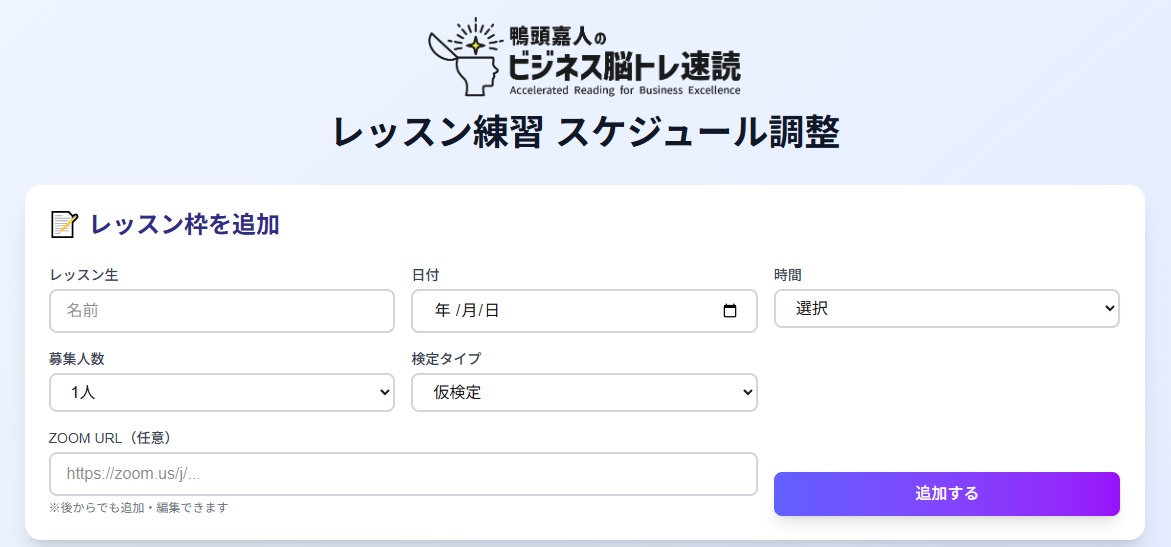 鴨頭嘉人の
ビジネス脳トレ速読
Accelerated Reading for Business Excellence
レッスン練習 スケジュール調整
レッスン枠を追加
レッスン生
日付
時間
名前
年 /月/日
選択
募集人数
検定タイプ
1人
仮検定
ZOOM URL（任意）
https://zoom.us/j/...
追加する
※後からでも追加・編集できます